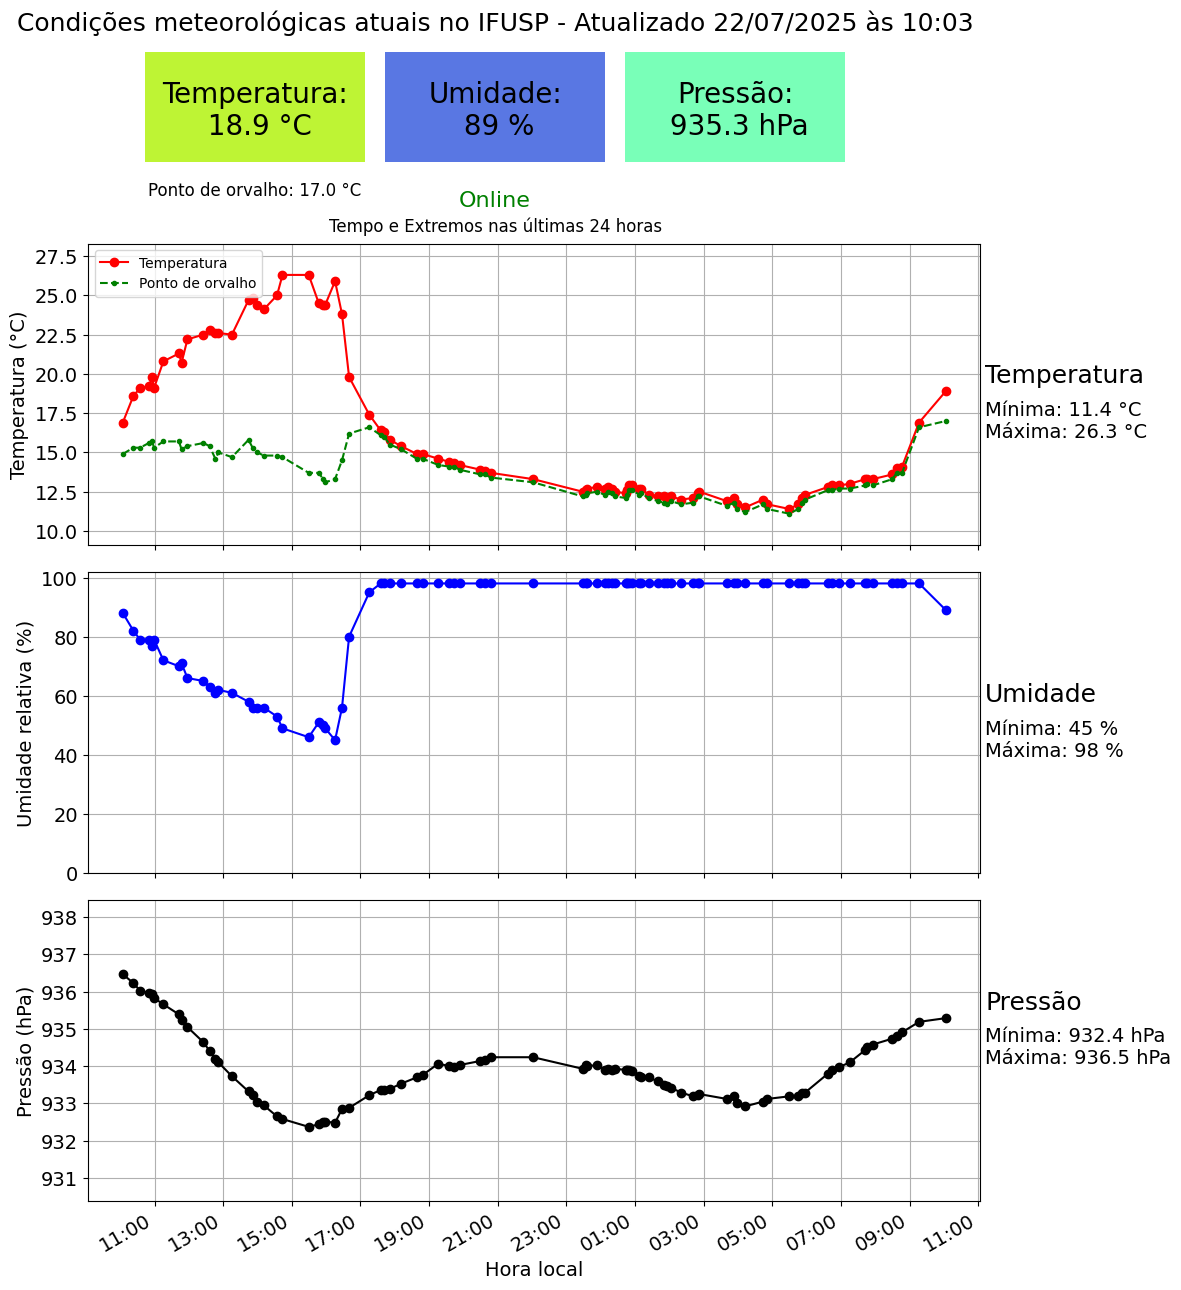 Condições meteorológicas atuais no IFUSP - Atualizado 22/07/2025 às 10:03
Temperatura:
18.9 °C
Umidade:
89 %
Pressão:
935.3 hPa
Ponto de orvalho: 17.0 °C
Online
Tempo e Extremos nas últimas 24 horas
Temperatura
Ponto de orvalho
Temperatura (°C)
27.5
25.0
22.5
20.0
17.5
15.0
12.5
10.0
Temperatura
Mínima: 11.4 °C
Máxima: 26.3 °C
Umidade relativa (%)
100
80
60
40
20
0
Umidade
Mínima: 45 %
Máxima: 98 %
Pressão (hPa)
938
937
936
935
934
933
932
931
Pressão
Mínima: 932.4 hPa
Máxima: 936.5 hPa
11:00
13:00
15:00
17:00
19:00
21:00
23:00
01:00
03:00
05:00
07:00
09:00
11:00
Hora local